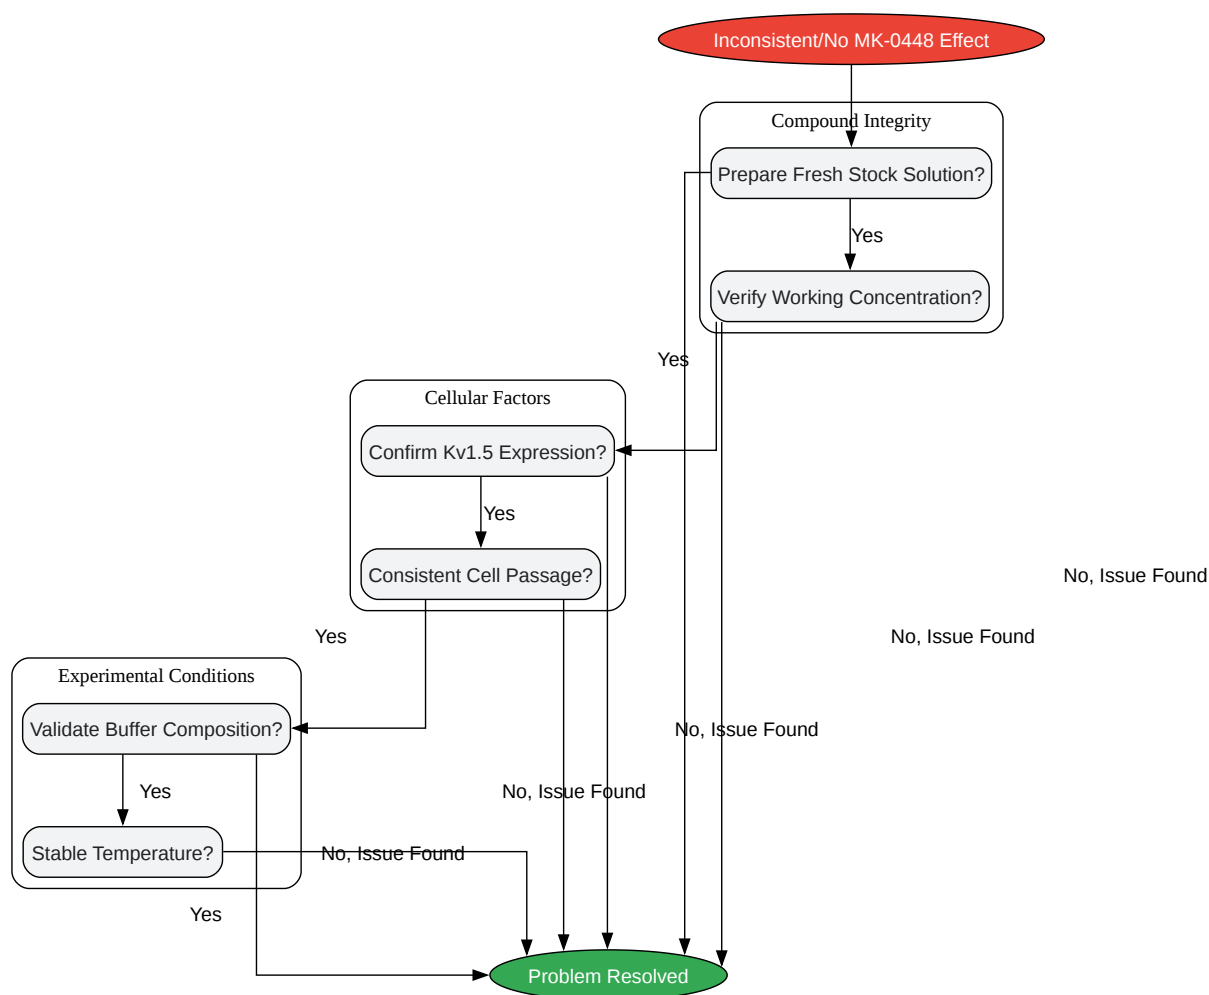 Inconsistent/No MK-0448 Effect
Compound Integrity
Prepare Fresh Stock Solution?
Yes
Verify Working Concentration?
Yes
Cellular Factors
Confirm Kv1.5 Expression?
Yes
Consistent Cell Passage?
No, Issue Found
Yes
No, Issue Found
Experimental Conditions
Validate Buffer Composition?
No, Issue Found
Yes
No, Issue Found
Stable Temperature?
No, Issue Found
Yes
Problem Resolved